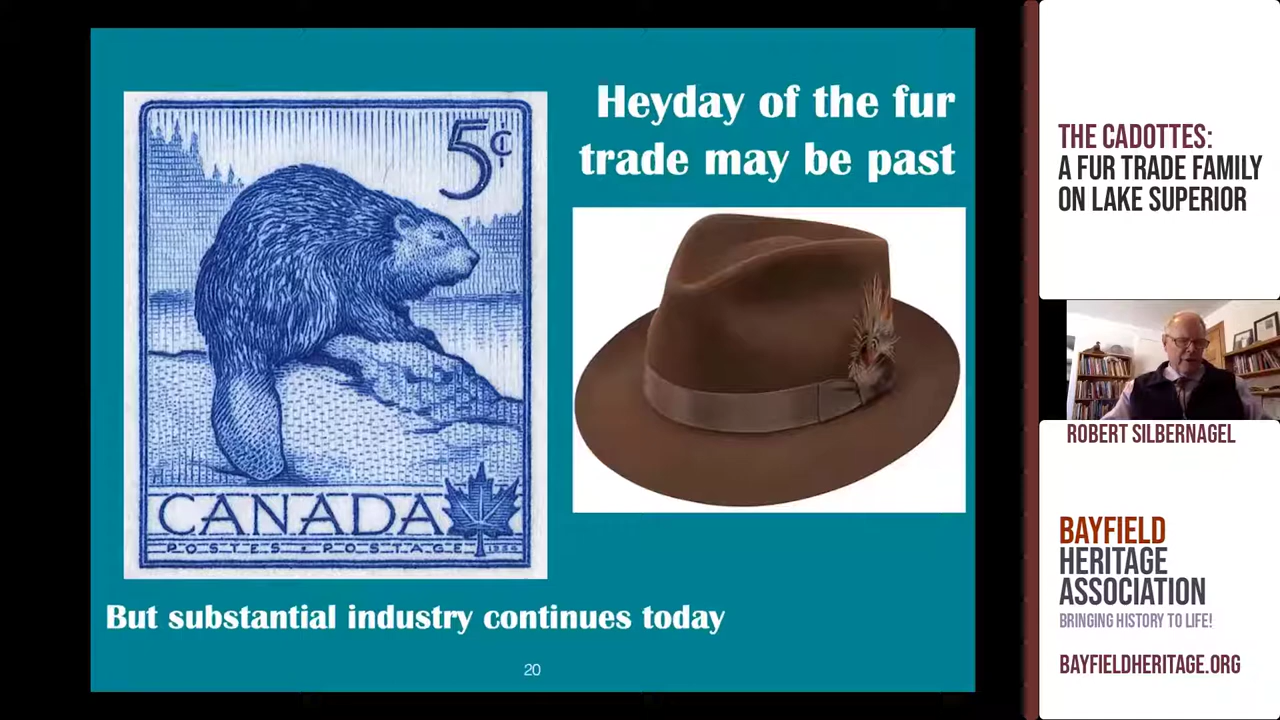 Heyday of the fur
trade may be past
5¢
CANADA
POSTES · POSTAGE
1954
But substantial industry continues today
20
THE CADOTTES:
A FUR TRADE FAMILY
ON LAKE SUPERIOR
ROBERT SILBERNAGEL
BAYFIELD
HERITAGE
ASSOCIATION
BRINGING HISTORY TO LIFE!
BAYFIELDHERITAGE.ORG